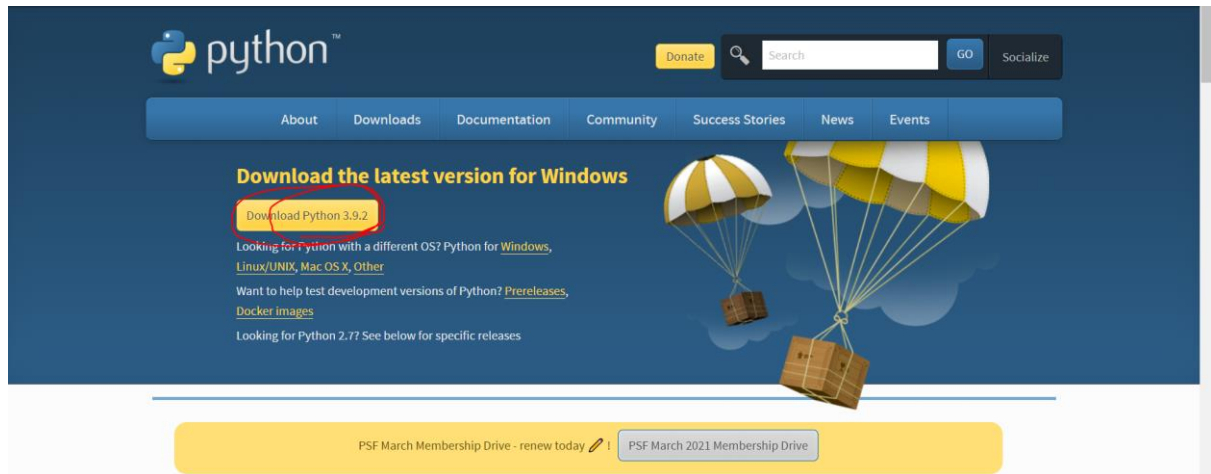 python™
Donate
Search
GO
Socialize
About Downloads Documentation Community Success Stories News Events
Download the latest version for Windows
Download Python 3.9.2
Looking for Python with a different OS? Python for Windows,
Linux/UNIX, Mac OS X, Other
Want to help test development versions of Python? Prereleases,
Docker images
Looking for Python 2.7? See below for specific releases
PSF March Membership Drive - renew today ! PSF March 2021 Membership Drive